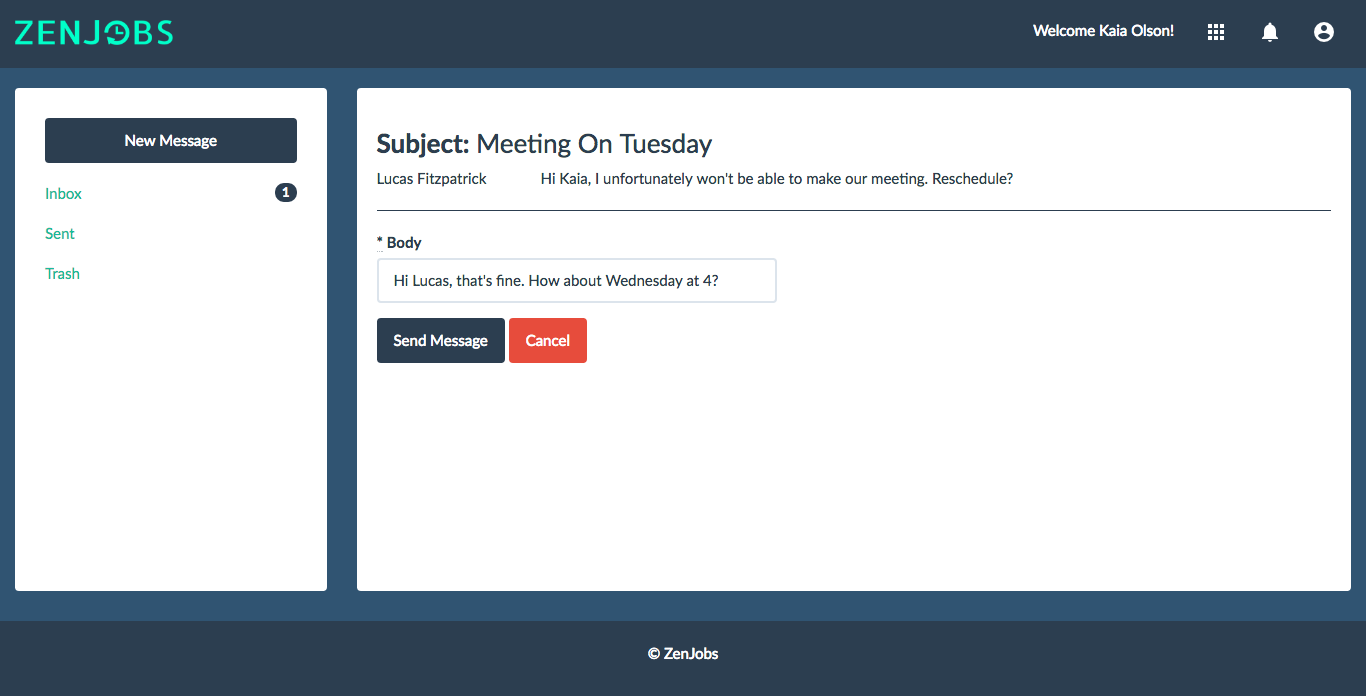 ZENJOBS
Welcome Kaia Olson!
New Message
Inbox 1
Sent
Trash
Subject: Meeting On Tuesday
Lucas Fitzpatrick Hi Kaia, I unfortunately won't be able to make our meeting. Reschedule?
* Body
Hi Lucas, that's fine. How about Wednesday at 4?
Send Message Cancel
© ZenJobs